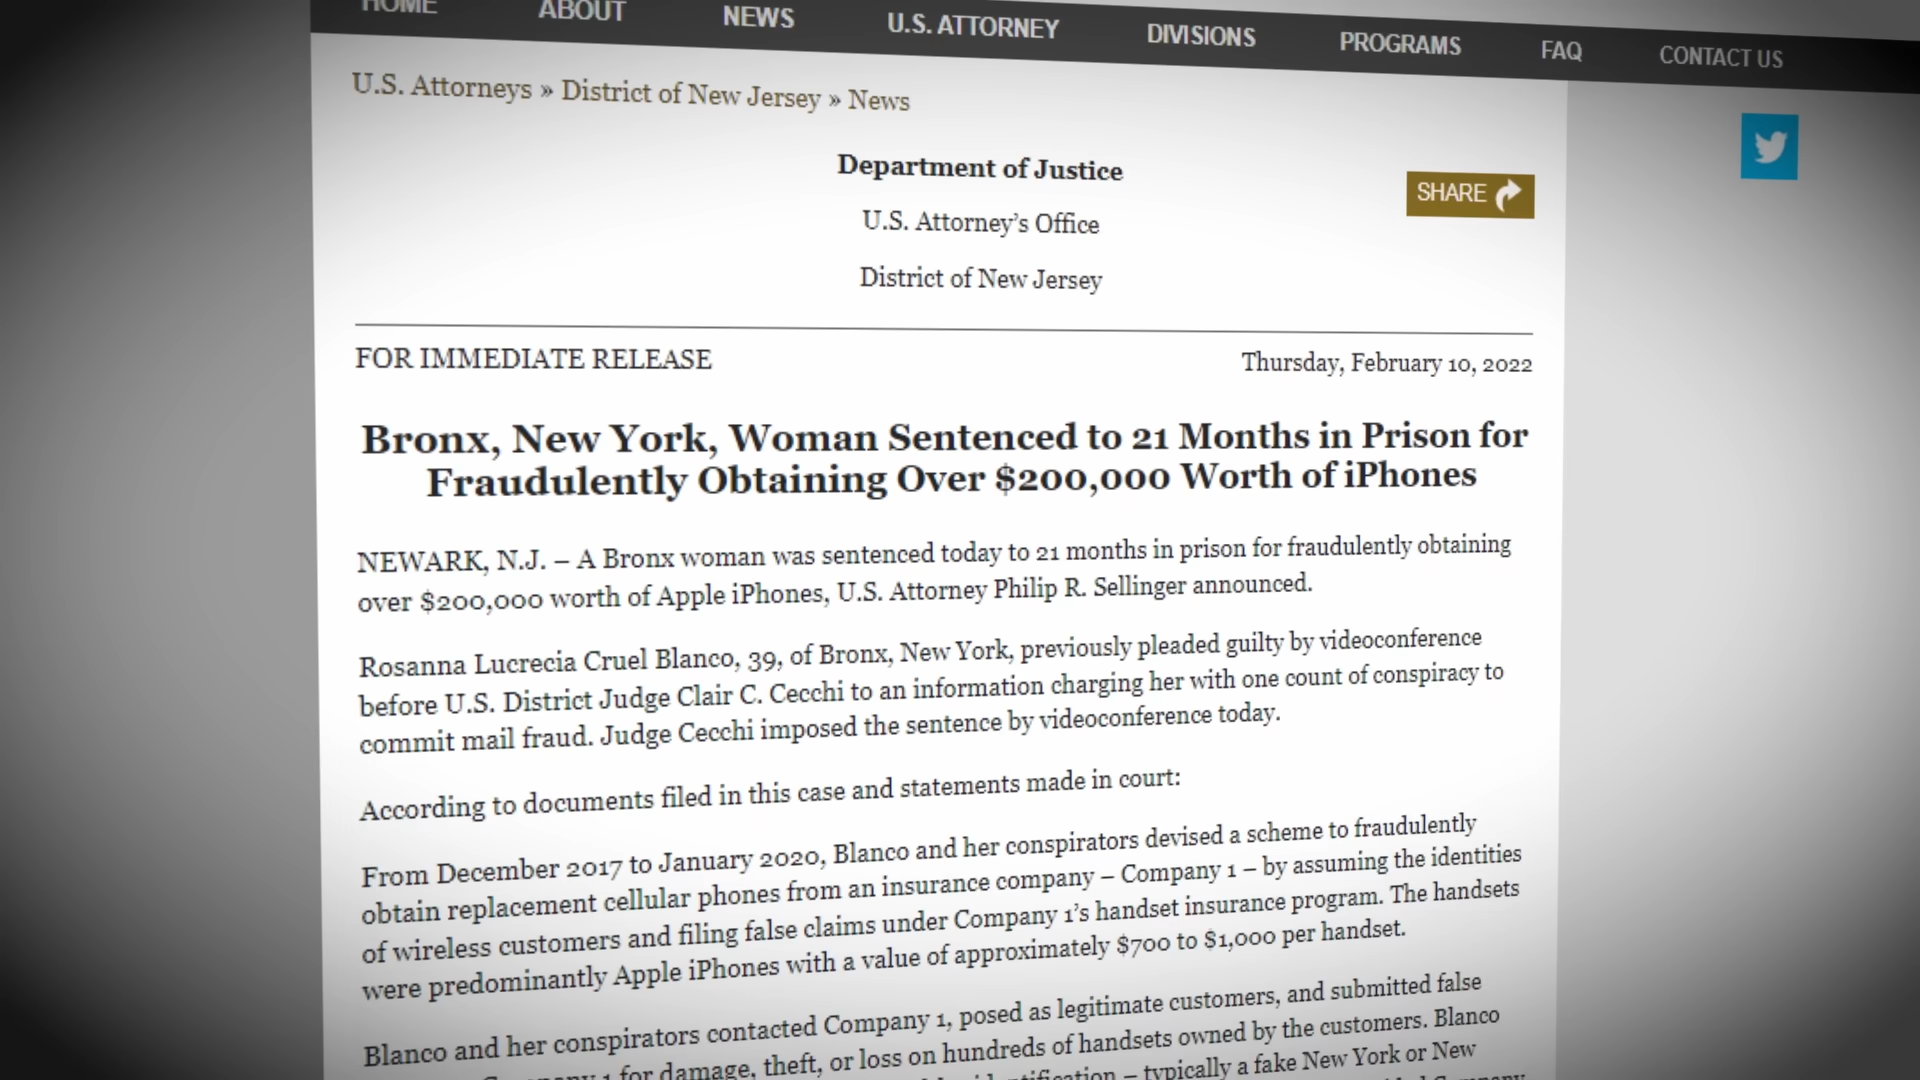 HOME ABOUT NEWS U.S. ATTORNEY DIVISIONS PROGRAMS FAQ CONTACT US
U.S. Attorneys » District of New Jersey » News
Department of Justice
SHARE
U.S. Attorney’s Office
District of New Jersey
FOR IMMEDIATE RELEASE Thursday, February 10, 2022
Bronx, New York, Woman Sentenced to 21 Months in Prison for
Fraudulently Obtaining Over $200,000 Worth of iPhones
NEWARK, N.J. – A Bronx woman was sentenced today to 21 months in prison for fraudulently obtaining
over $200,000 worth of Apple iPhones, U.S. Attorney Philip R. Sellinger announced.
Rosanna Lucrecia Cruel Blanco, 39, of Bronx, New York, previously pleaded guilty by videoconference
before U.S. District Judge Clair C. Cecchi to an information charging her with one count of conspiracy to
commit mail fraud. Judge Cecchi imposed the sentence by videoconference today.
According to documents filed in this case and statements made in court:
From December 2017 to January 2020, Blanco and her conspirators devised a scheme to fraudulently
obtain replacement cellular phones from an insurance company – Company 1 – by assuming the identities
of wireless customers and filing false claims under Company 1’s handset insurance program. The handsets
were predominantly Apple iPhones with a value of approximately $700 to $1,000 per handset.
Blanco and her conspirators contacted Company 1, posed as legitimate customers, and submitted false
Company 1 for damage, theft, or loss on hundreds of handsets owned by the customers. Blanco
– typically a fake New York or New